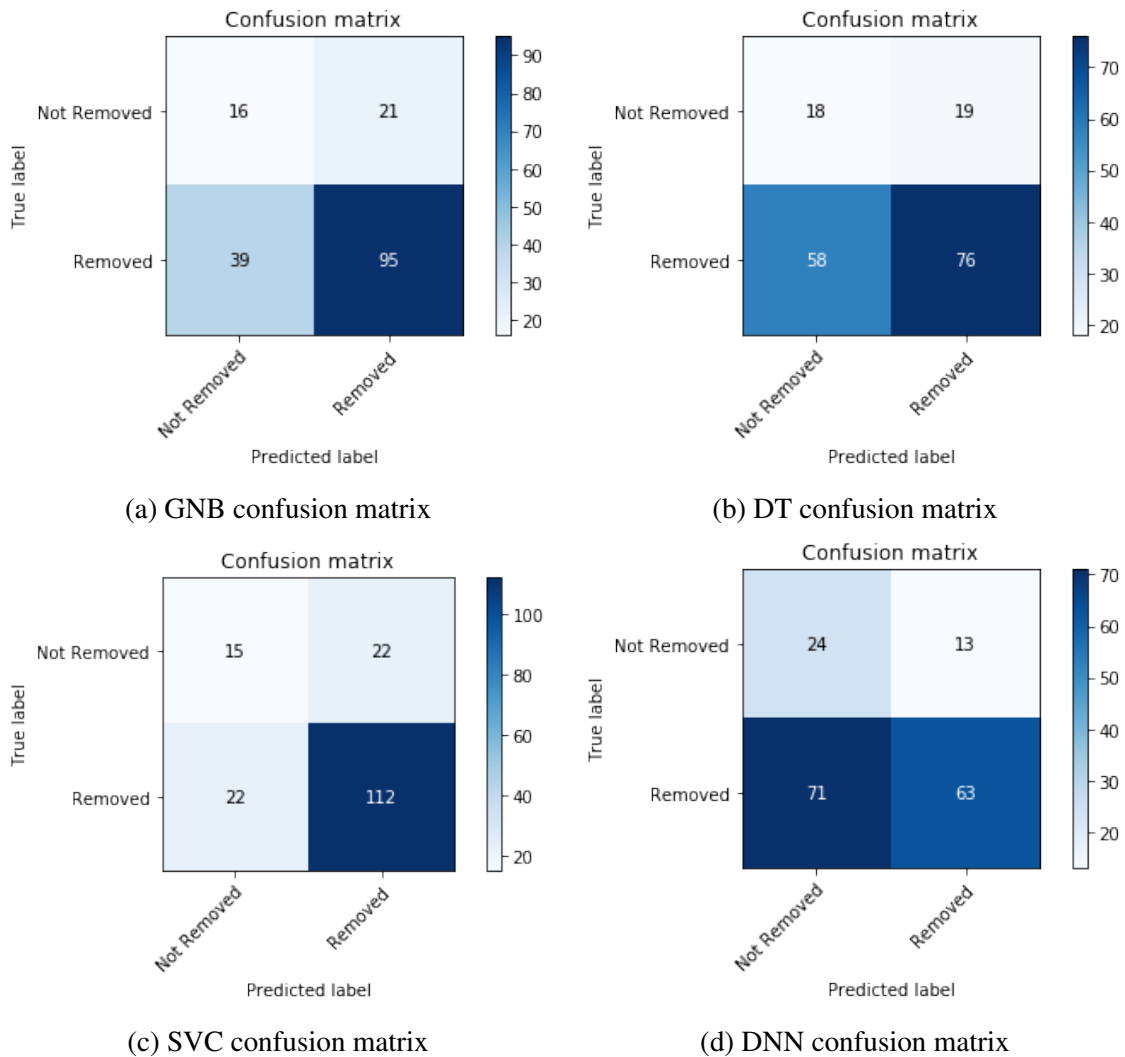 Confusion matrix
Not Removed 16 21
Removed 39 95
True label
Not Removed Removed
Predicted label
90
80
70
60
50
40
30
20
(a) GNB confusion matrix
Confusion matrix
Not Removed 18 19
Removed 58 76
True label
Not Removed Removed
Predicted label
70
60
50
40
30
20
(b) DT confusion matrix
Confusion matrix
Not Removed 15 22
Removed 22 112
True label
Not Removed Removed
Predicted label
100
80
60
40
20
(c) SVC confusion matrix
Confusion matrix
Not Removed 24 13
Removed 71 63
True label
Not Removed Removed
Predicted label
70
60
50
40
30
20
(d) DNN confusion matrix